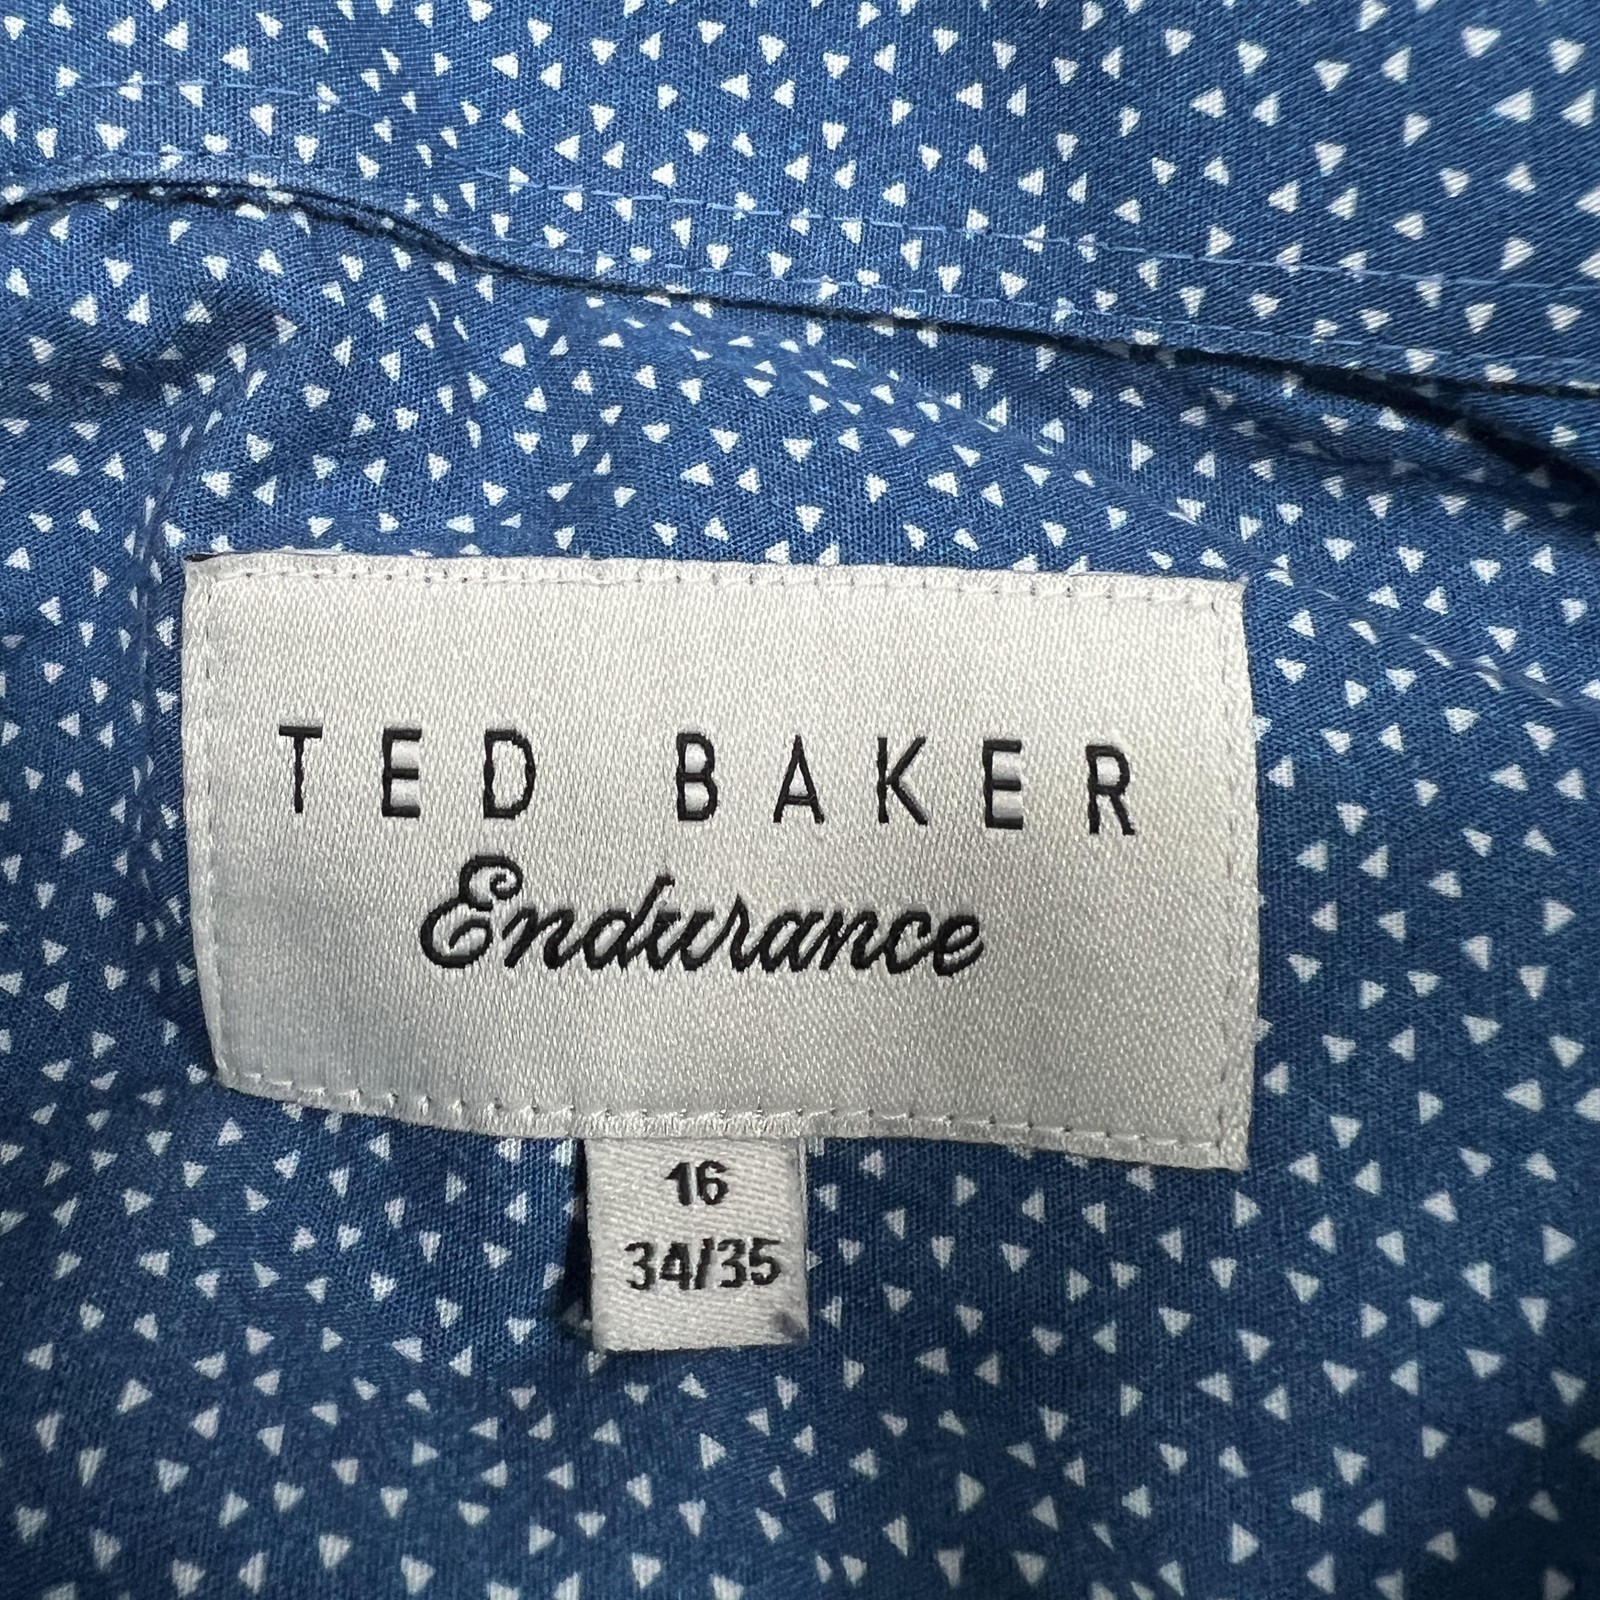 TED BAKER
Endurance
16
34/35